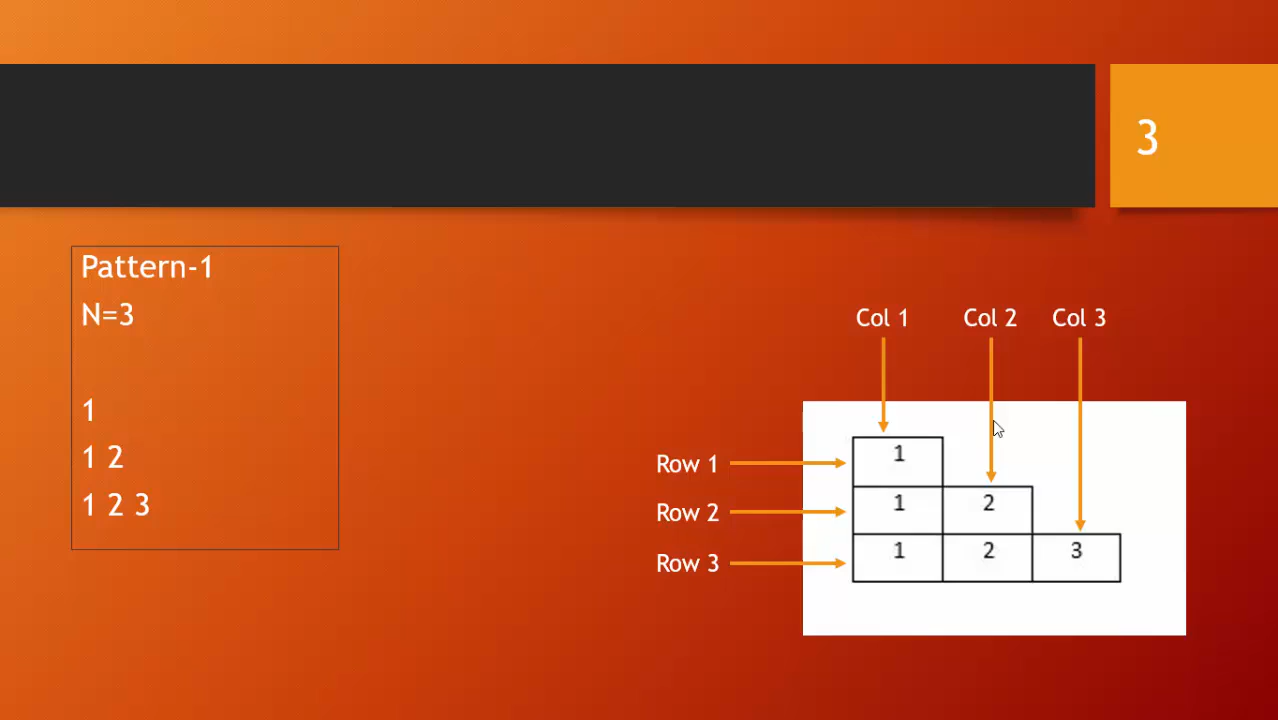 3
Pattern-1
N=3
1
1 2
1 2 3
Col 1 Col 2 Col 3
Row 1 1
Row 2 1 2
Row 3 1 2 3